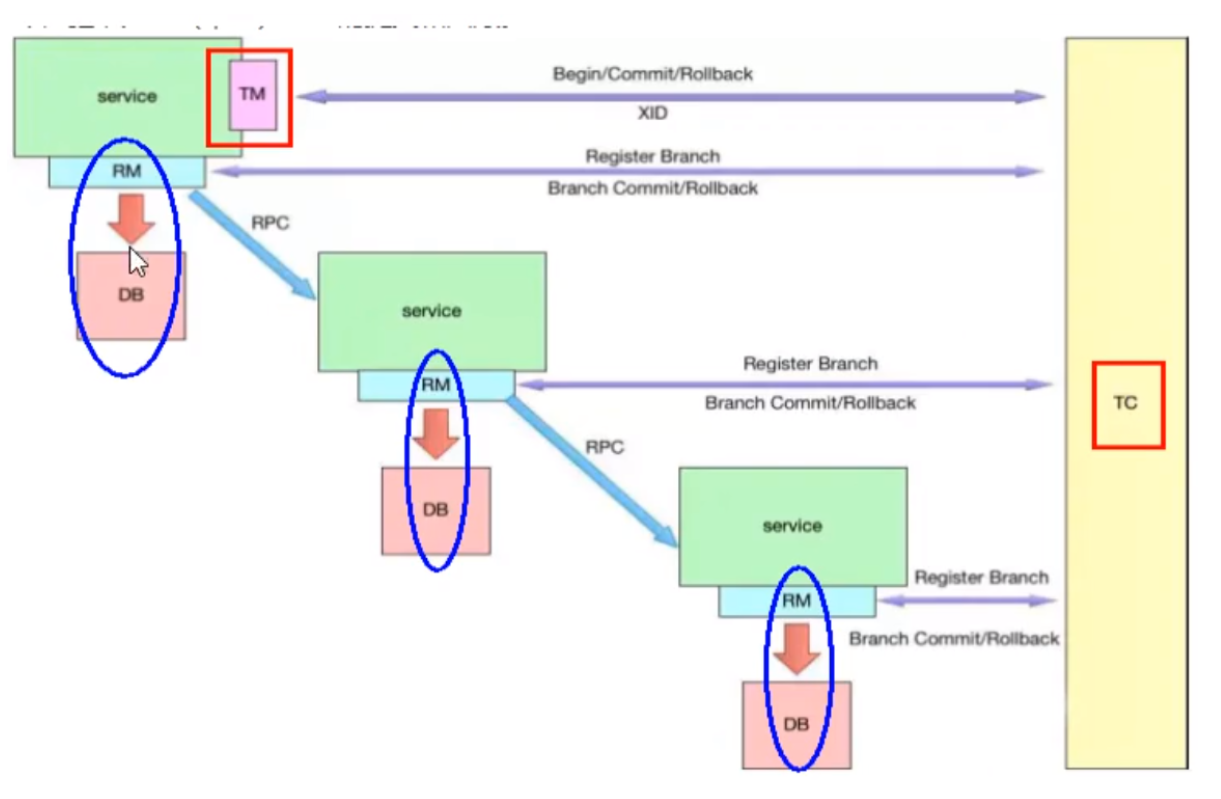 Begin/Commit/Rollback
service
TM
XID
Register Branch
RM
Branch Commit/Rollback
RPC
DB
service
Register Branch
RM
Branch Commit/Rollback
TC
RPC
DB
service
Register Branch
RM
Branch Commit/Rollback
DB